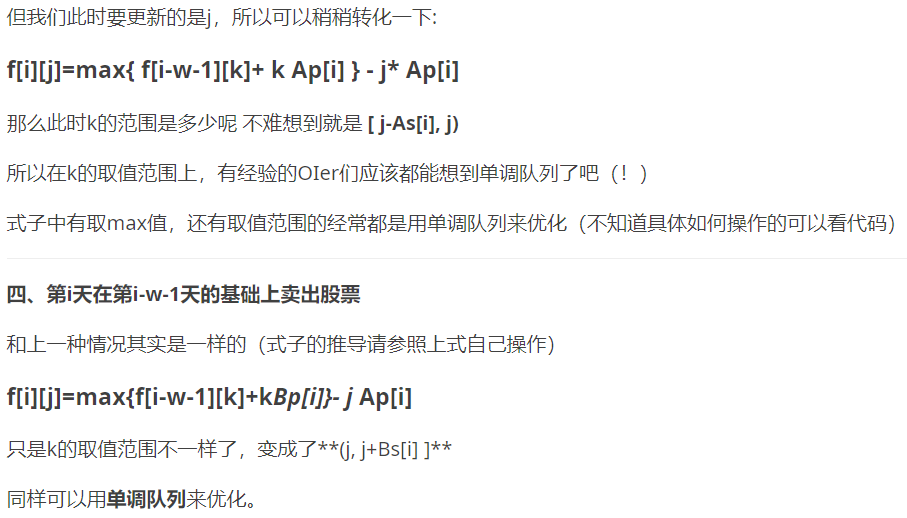 但我们此时要更新的是j，所以可以稍稍转化一下:
f[i][j]=max{ f[i-w-1][k]+ k Ap[i] } - j* Ap[i]
那么此时k的范围是多少呢 不难想到就是 [ j-As[i], j)
所以在k的取值范围上，有经验的OIer们应该都能想到单调队列了吧（！）
式子中有取max值，还有取值范围的经常都是用单调队列来优化（不知道具体如何操作的可以看代码）
四、第i天在第i-w-1天的基础上卖出股票
和上一种情况其实是一样的（式子的推导请参照上式自己操作）
f[i][j]=max{f[i-w-1][k]+kBp[i]}- j Ap[i]
只是k的取值范围不一样了，变成了**(j, j+Bs[i] ]**
同样可以用单调队列来优化。